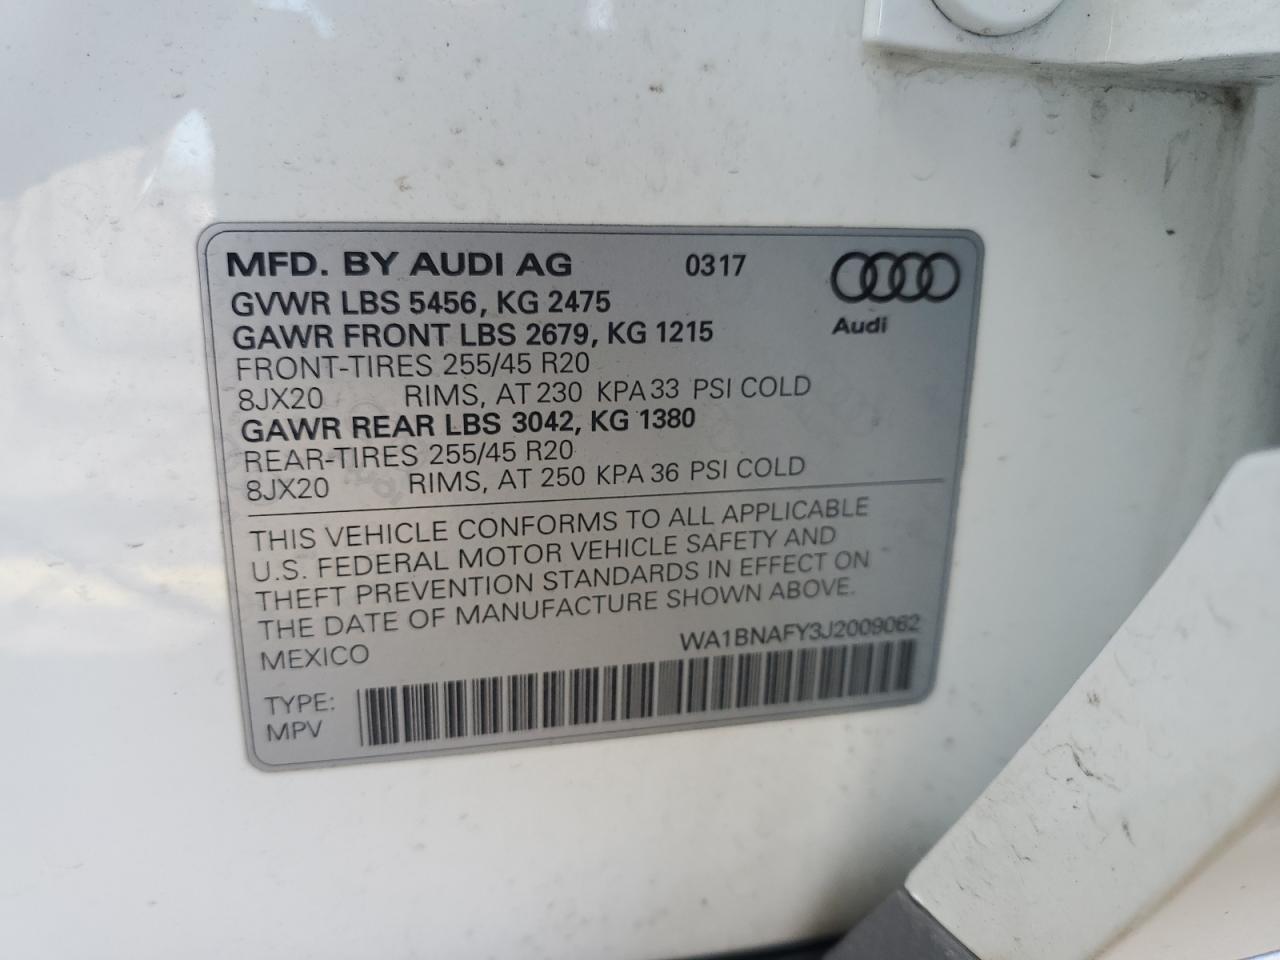 MFD. BY AUDI AG 0317
Audi
GVWR LBS 5456, KG 2475
GAWR FRONT LBS 2679, KG 1215
FRONT-TIRES 255/45 R20
8JX20 RIMS, AT 230 KPA 33 PSI COLD
GAWR REAR LBS 3042, KG 1380
REAR-TIRES 255/45 R20
8JX20 RIMS, AT 250 KPA 36 PSI COLD
THIS VEHICLE CONFORMS TO ALL APPLICABLE
U.S. FEDERAL MOTOR VEHICLE SAFETY AND
THEFT PREVENTION STANDARDS IN EFFECT ON
THE DATE OF MANUFACTURE SHOWN ABOVE.
MEXICO WA1BNAFY3J2009062
TYPE:
MPV